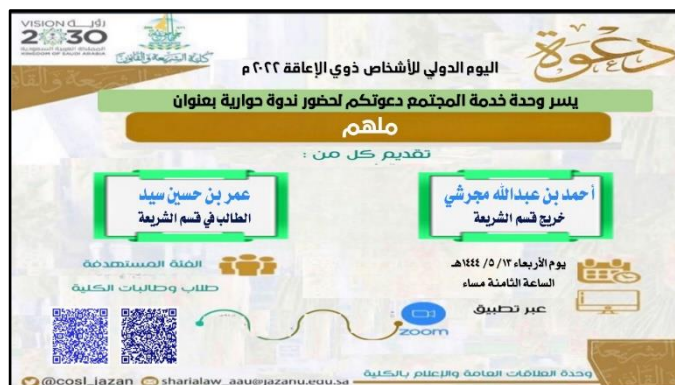 دعوة
VISION رؤية
2030
المملكة العربية السعودية
KINGDOM OF SAUDI ARABIA
كلية الشريعة والقانون
اليوم الدولي للأشخاص ذوي الإعاقة ٢٠٢٢ م
يسر وحدة خدمة المجتمع دعوتكم لحضور ندوة حوارية بعنوان
ملهم
تقديم كل من :
أحمد بن عبدالله مجرشي
خريج قسم الشريعة
عمر بن حسين سيد
الطالب في قسم الشريعة
يوم الأربعاء ١٣ /٥ /١٤٤٤هـ
الساعة الثامنة مساء
الفئة المستهدفة
طلاب وطالبات الكلية
عبر تطبيق
zoom
وحدة العلاقات العامة والإعلام بالكلية
@cosl_jazan
sharialaw_aau@jazanu.edu.sa